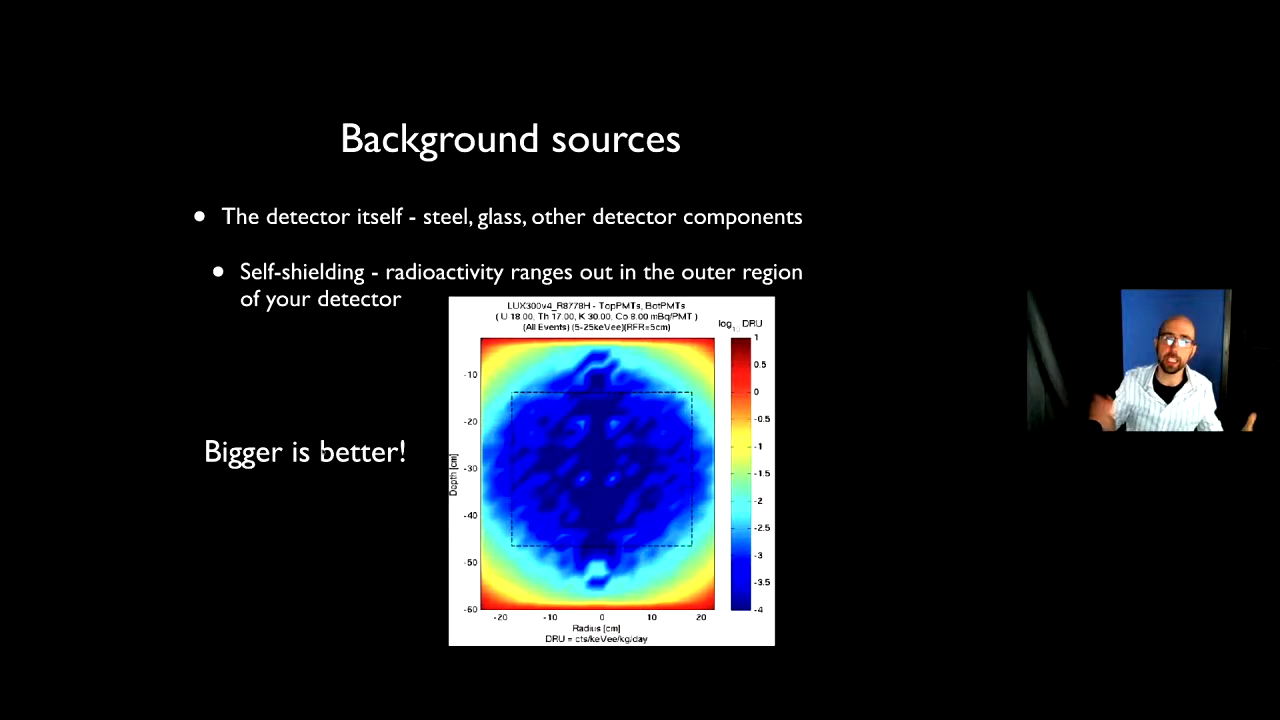 Background sources
• The detector itself - steel, glass, other detector components
• Self-shielding - radioactivity ranges out in the outer region
of your detector
Bigger is better!
LUX300v4_R8778H - TopPMTs, BotPMTs
( U 18.00, Th 17.00, K 30.00, Co 8.00 mBq/PMT )
(All Events) (5-25keVee)(RFR=5cm)
log10 DRU
1
0.5
0
-0.5
-1
-1.5
-2
-2.5
-3
-3.5
-4
Depth [cm]
-10
-20
-30
-40
-50
-60
-20 -10 0 10 20
Radius [cm]
DRU = cts/keVee/kg/day